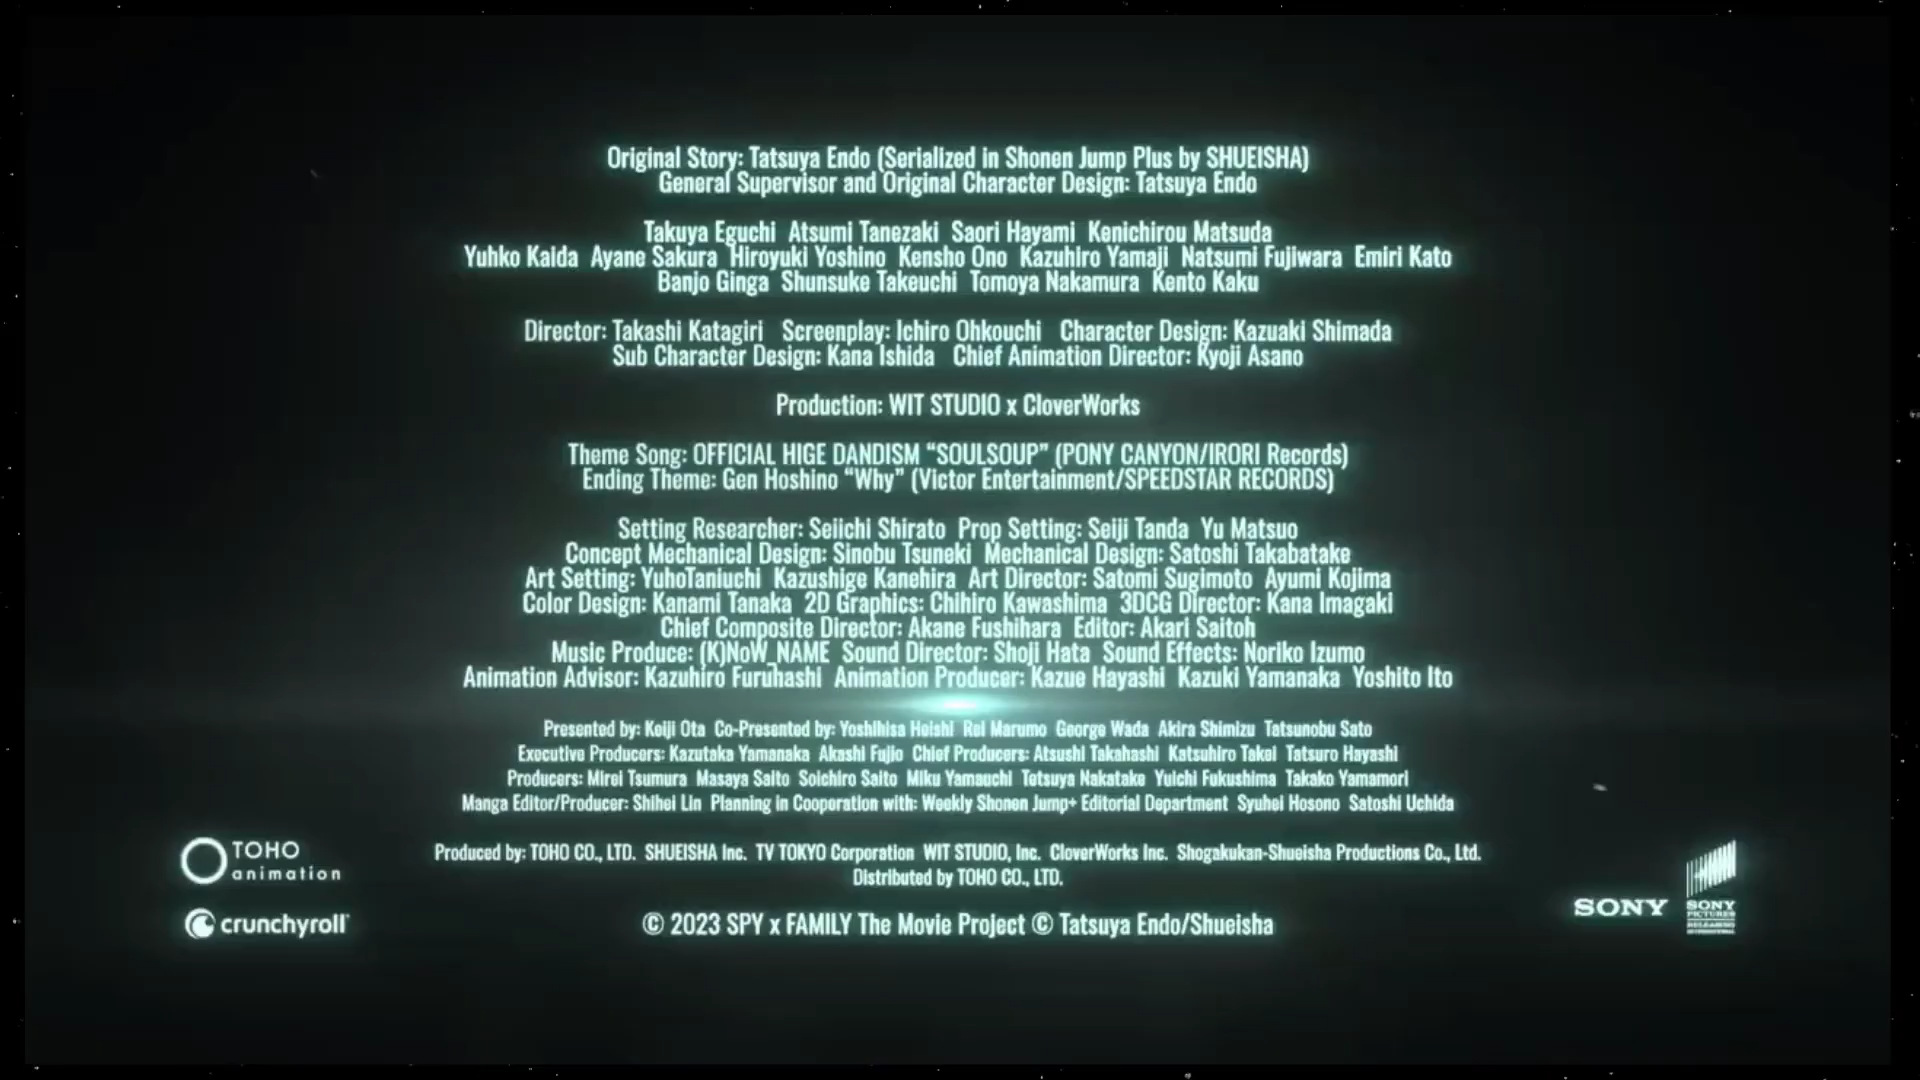 Original Story: Tatsuya Endo (Serialized in Shonen Jump Plus by SHUEISHA)
General Supervisor and Original Character Design: Tatsuya Endo
Takuya Eguchi Atsumi Tanezaki Saori Hayami Kenichirou Matsuda
Yuhko Kaida Ayane Sakura Hiroyuki Yoshino Kensho Ono Kazuhiro Yamaji Natsumi Fujiwara Emiri Kato
Banjo Ginga Shunsuke Takeuchi Tomoya Nakamura Kento Kaku
Director: Takashi Katagiri Screenplay: Ichiro Ohkouchi Character Design: Kazuaki Shimada
Sub Character Design: Kana Ishida Chief Animation Director: Kyoji Asano
Production: WIT STUDIO x CloverWorks
Theme Song: OFFICIAL HIGE DANDISM “SOULSOUP” (PONY CANYON/IRORI Records)
Ending Theme: Gen Hoshino “Why” (Victor Entertainment/SPEEDSTAR RECORDS)
Setting Researcher: Seiichi Shirato Prop Setting: Seiji Tanda Yu Matsuo
Concept Mechanical Design: Sinobu Tsuneki Mechanical Design: Satoshi Takabatake
Art Setting: YuhoTaniuchi Kazushige Kanehira Art Director: Satomi Sugimoto Ayumi Kojima
Color Design: Kanami Tanaka 2D Graphics: Chihiro Kawashima 3DCG Director: Kana Imagaki
Chief Composite Director: Akane Fushihara Editor: Akari Saitoh
Music Produce: (K)NoW_NAME Sound Director: Shoji Hata Sound Effects: Noriko Izumo
Animation Advisor: Kazuhiro Furuhashi Animation Producer: Kazue Hayashi Kazuki Yamanaka Yoshito Ito
Presented by: Keiji Ota Co-Presented by: Yoshihisa Heishi Rei Marumo George Wada Akira Shimizu Tatsunobu Sato
Executive Producers: Kazutaka Yamanaka Akashi Fujio Chief Producers: Atsushi Takahashi Katsuhiro Takei Tatsuro Hayashi
Producers: Mirei Tsumura Masaya Saito Soichiro Saito Miku Yamauchi Tetsuya Nakatake Yuichi Fukushima Takako Yamamori
Manga Editor/Producer: Shihei Lin Planning in Cooperation with: Weekly Shonen Jump+ Editorial Department Syuhei Hosono Satoshi Uchida
Produced by: TOHO CO., LTD. SHUEISHA Inc. TV TOKYO Corporation WIT STUDIO, Inc. CloverWorks Inc. Shogakukan-Shueisha Productions Co., Ltd.
Distributed by TOHO CO., LTD.
© 2023 SPY x FAMILY The Movie Project © Tatsuya Endo/Shueisha
TOHO
animation
crunchyroll
SONY
SONY
PICTURES
RELEASING
INTERNATIONAL